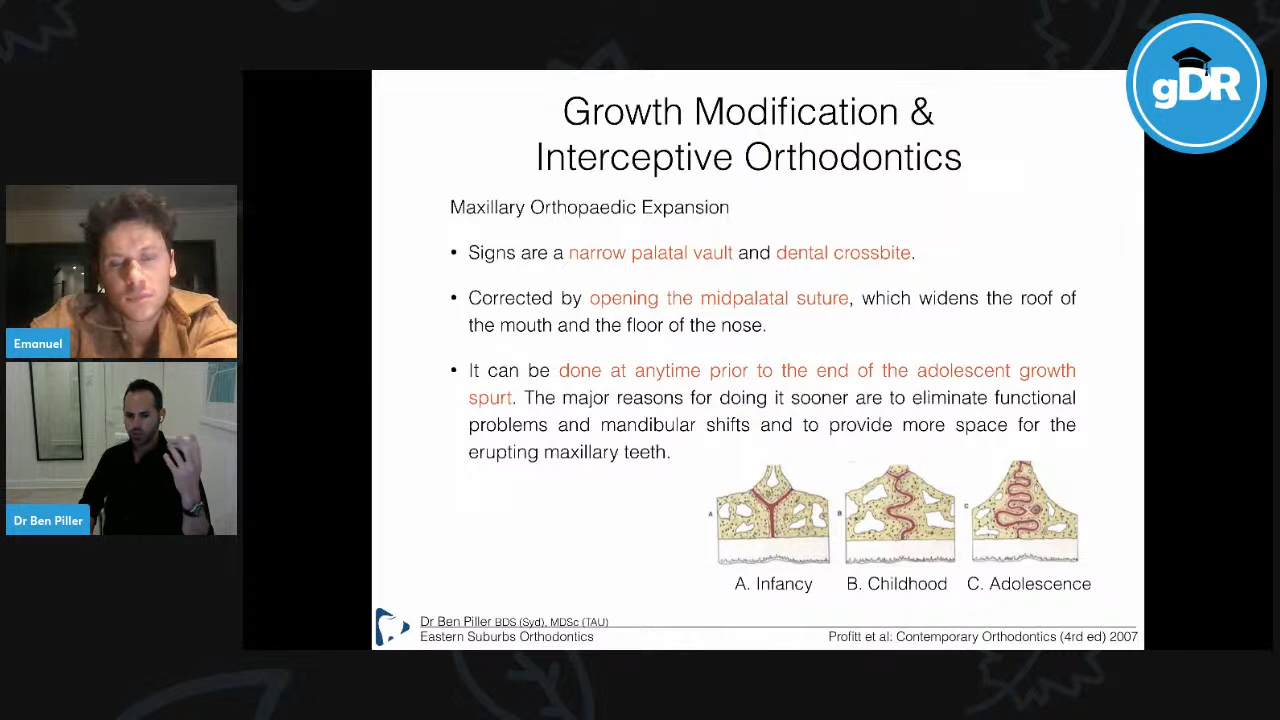 gDR
Growth Modification &
Interceptive Orthodontics
Maxillary Orthopaedic Expansion
• Signs are a narrow palatal vault and dental crossbite.
• Corrected by opening the midpalatal suture, which widens the roof of
the mouth and the floor of the nose.
• It can be done at anytime prior to the end of the adolescent growth
spurt. The major reasons for doing it sooner are to eliminate functional
problems and mandibular shifts and to provide more space for the
erupting maxillary teeth.
A
B
C
A. Infancy
B. Childhood
C. Adolescence
Dr Ben Piller BDS (Syd), MDSc (TAU)
Eastern Suburbs Orthodontics
Profitt et al: Contemporary Orthodontics (4rd ed) 2007
Emanuel
Dr Ben Piller